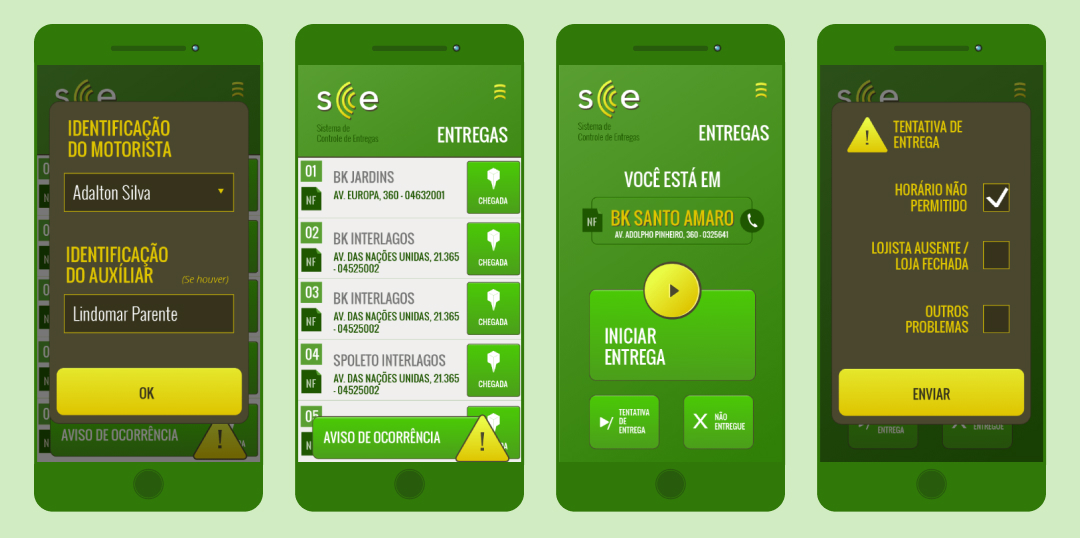 sce
IDENTIFICAÇÃO
DO MOTORISTA
Adalton Silva
IDENTIFICAÇÃO
DO AUXÍLIAR
(Se houver)
Lindomar Parente
OK
AVISO DE OCORRÊNCIA
!
sce
Sistema de
Controle de Entregas
ENTREGAS
01
BK JARDINS
NF
AV. EUROPA, 360 - 04632001
CHEGADA
02
BK INTERLAGOS
NF
AV. DAS NAÇÕES UNIDAS, 21.365
- 04525002
CHEGADA
03
BK INTERLAGOS
NF
AV. DAS NAÇÕES UNIDAS, 21.365
- 04525002
CHEGADA
04
SPOLETO INTERLAGOS
NF
AV. DAS NAÇÕES UNIDAS, 21.365
- 04525002
CHEGADA
05
AVISO DE OCORRÊNCIA
!
sce
Sistema de
Controle de Entregas
ENTREGAS
VOCÊ ESTÁ EM
NF
BK SANTO AMARO
AV. ADOLPHO PINHEIRO, 360 - 0325641
INICIAR
ENTREGA
TENTATIVA
DE
ENTREGA
NÃO
ENTREGUE
sce
!
TENTATIVA DE
ENTREGA
HORÁRIO NÃO
PERMITIDO
LOJISTA AUSENTE /
LOJA FECHADA
OUTROS
PROBLEMAS
ENVIAR
ENTREGA
ENTREGUE